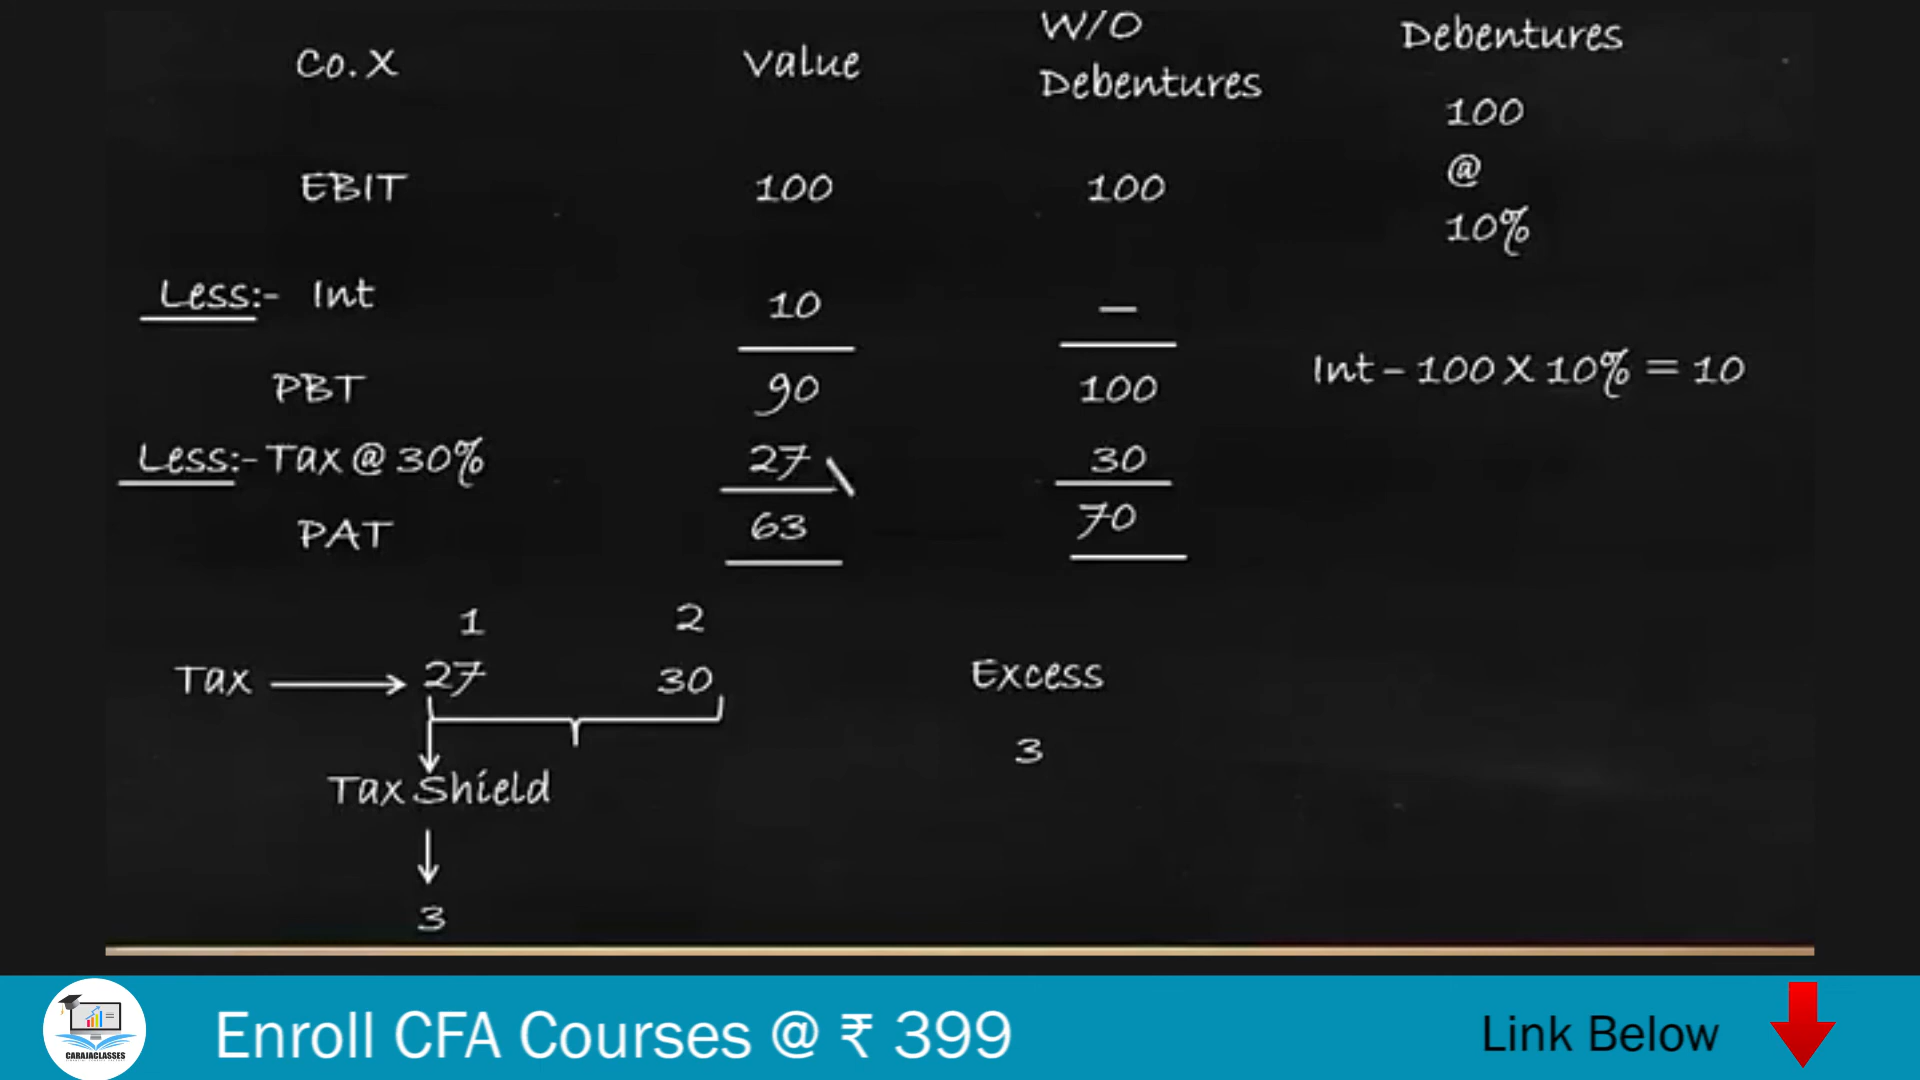 Co.X Value W/O Debentures Debentures
100
@
10%
EBIT 100 100
Less:- Int 10 —
PBT 90 100 Int – 100 X 10% = 10
Less:- Tax @ 30% 27 30
PAT 63 70
1 2
Tax 27 30 Excess
3
Tax Shield
3
CARAJACLASSES
Enroll CFA Courses @ ₹ 399 Link Below